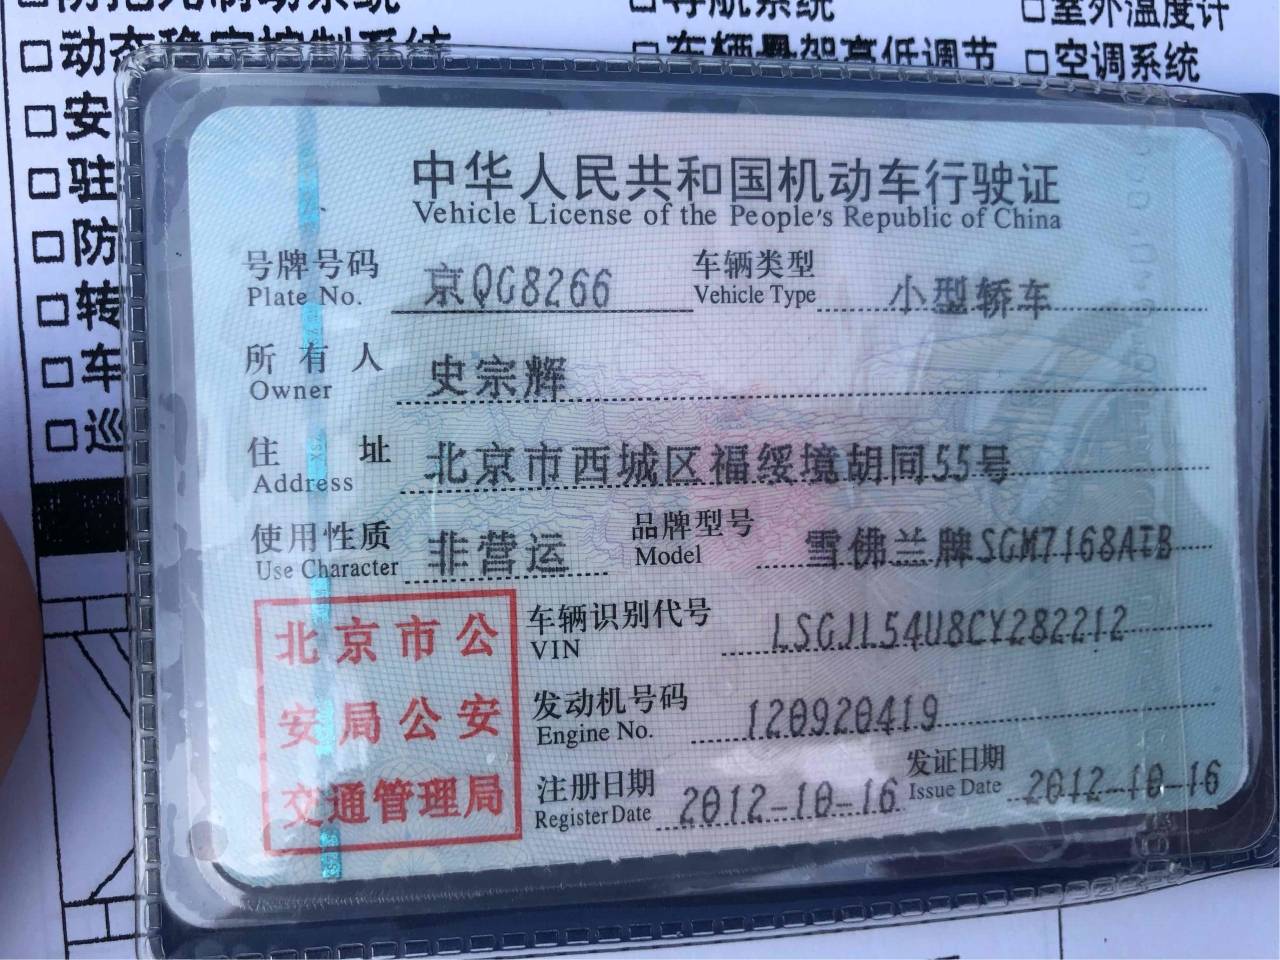 □导航系统
□室外温度计
□动态稳定控制系统
□车辆悬架高低调节
□空调系统
□安
□驻
□防
□转
□车
□巡
中华人民共和国机动车行驶证
Vehicle License of the People's Republic of China
号牌号码 京QG8266 车辆类型 小型轿车
Plate No. Vehicle Type
所有人 史宗辉
Owner
住址 北京市西城区福绥境胡同55号
Address
使用性质 非营运 品牌型号 雪佛兰牌SGM7168ATB
Use Character Model
北京市公
安局公安
交通管理局
车辆识别代号 LSGJL54U8CY282212
VIN
发动机号码 120920419
Engine No.
注册日期 2012-10-16 发证日期 2012-10-16
Register Date Issue Date